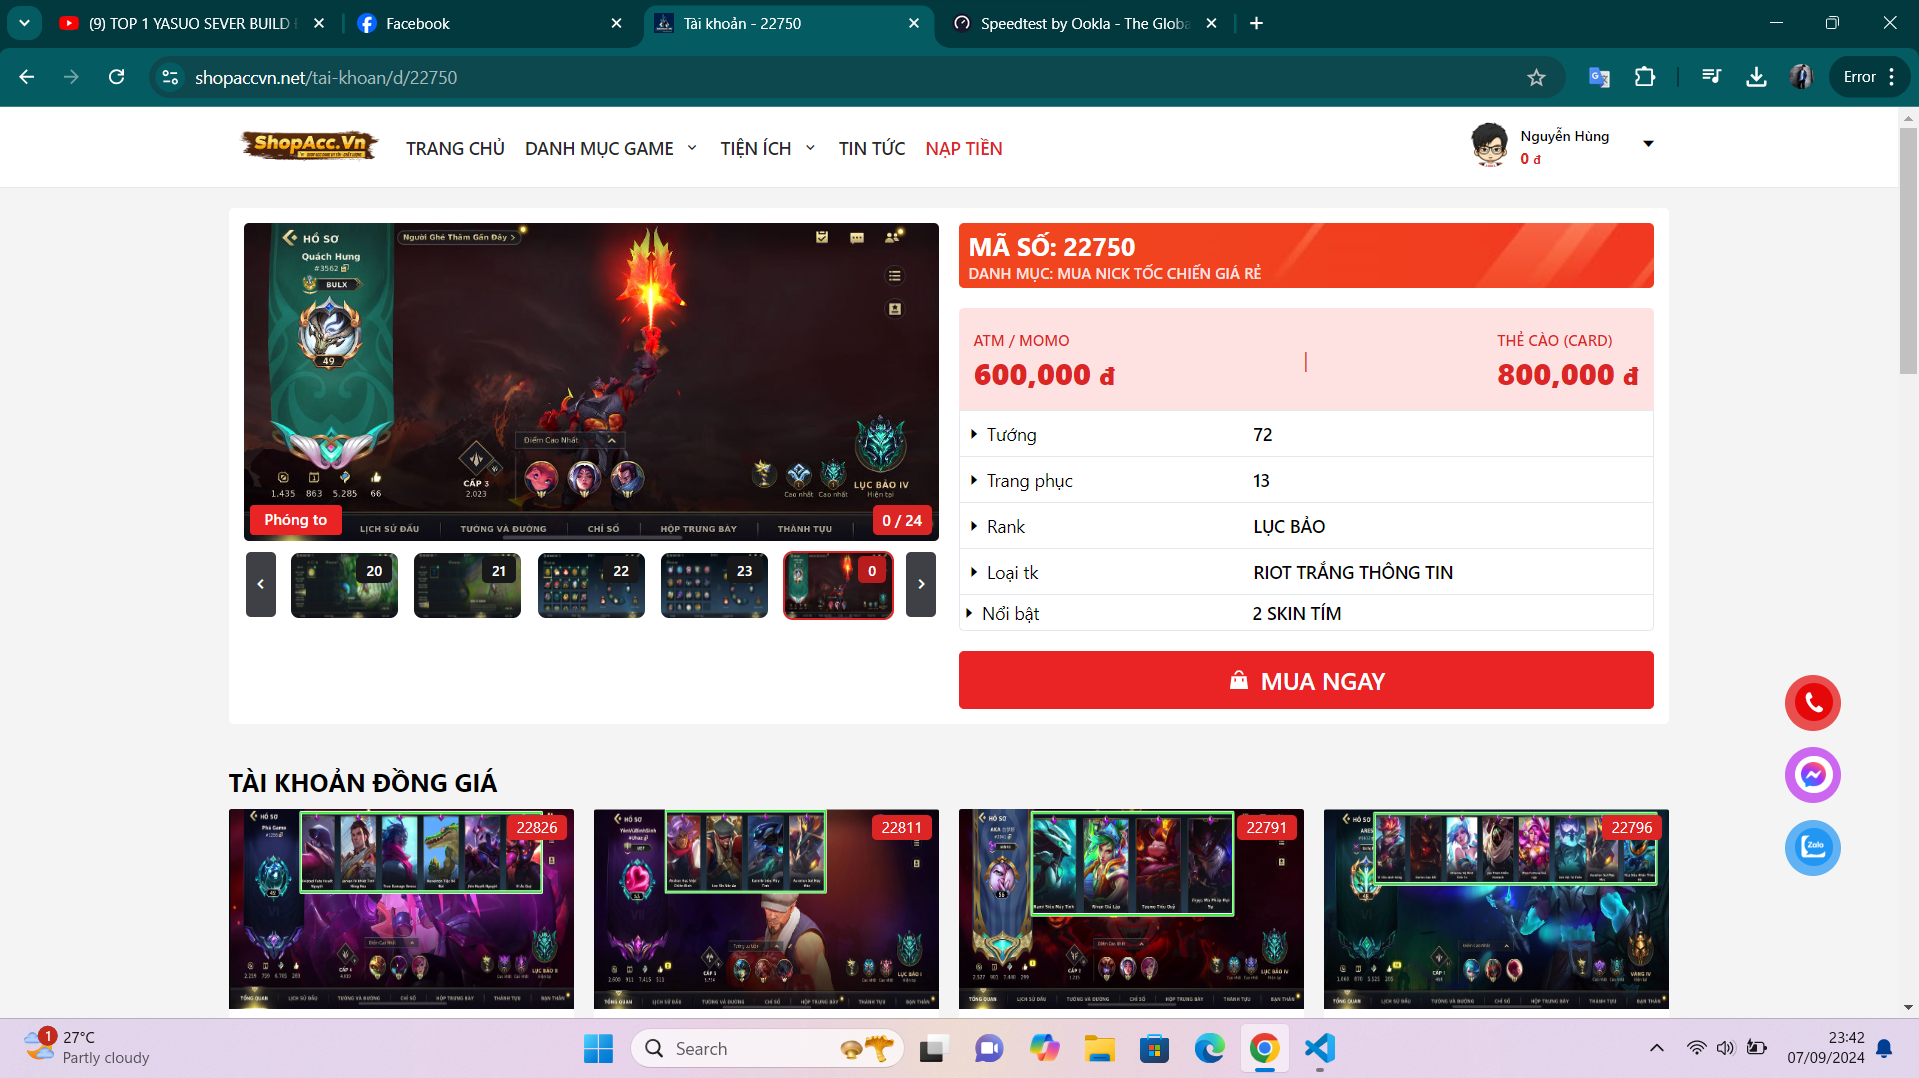 (9) TOP 1 YASUO SEVER BUILD
Facebook
Tài khoản - 22750
Speedtest by Ookla - The Globa
shopaccvn.net/tai-khoan/d/22750
Error
ShopAcc.Vn
TRANG CHỦ
DANH MỤC GAME
TIỆN ÍCH
TIN TỨC
NẠP TIỀN
Nguyễn Hùng
0 đ
HỒ SƠ
Người Ghé Thăm Gần Đây >
Quách Hưng
#3562
BULX
49
1.435 863 5.285 66
CẤP 3
2.023
Điểm Cao Nhất
Cao nhất
Cao nhất
LỤC BẢO IV
Hiện tại
Phóng to
LỊCH SỬ ĐẤU
TƯỚNG VÀ ĐƯỜNG
CHỈ SỐ
HỘP TRƯNG BÀY
THÀNH TỰU
0 / 24
20
21
22
23
0
MÃ SỐ: 22750
DANH MỤC: MUA NICK TỐC CHIẾN GIÁ RẺ
ATM / MOMO
600,000 đ
|
THẺ CÀO (CARD)
800,000 đ
Tướng 72
Trang phục 13
Rank LỤC BẢO
Loại tk RIOT TRẮNG THÔNG TIN
Nổi bật 2 SKIN TÍM
MUA NGAY
Zalo
TÀI KHOẢN ĐỒNG GIÁ
22826
22811
22791
22796
1
27°C
Partly cloudy
Search
23:42
07/09/2024